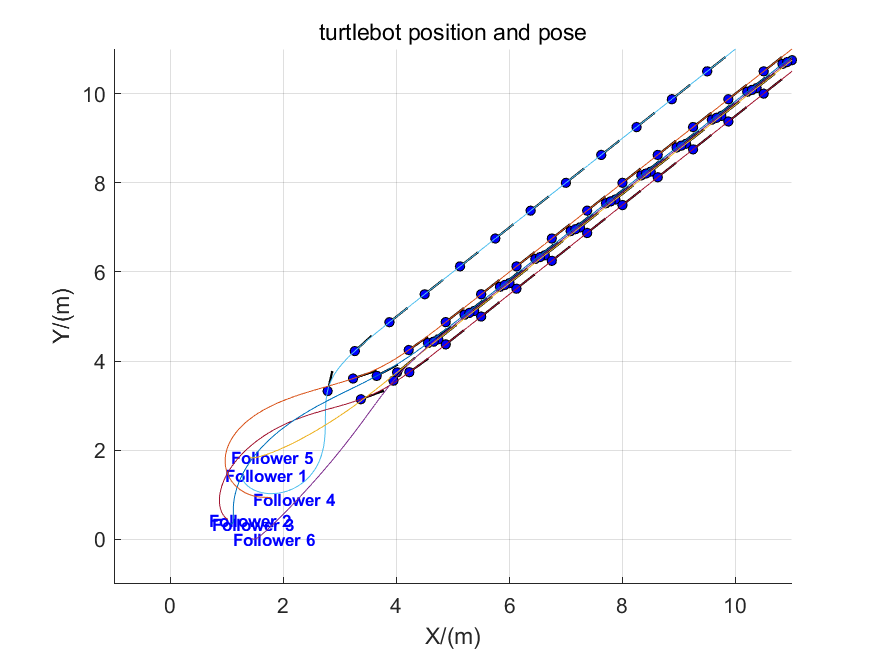 turtlebot position and pose
Y/(m)
10
8
6
4
2
0
Follower 5
Follower 1
Follower 4
Follower 2
Follower 3
Follower 6
0
2
4
6
8
10
X/(m)